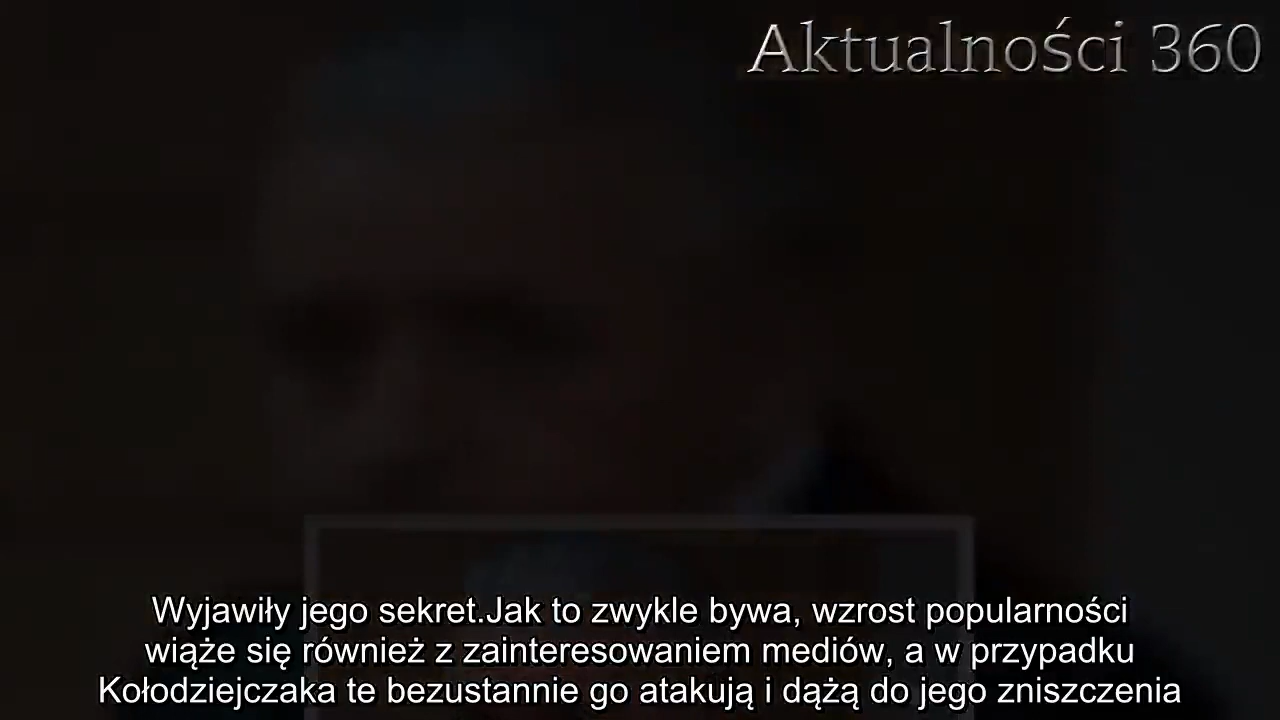 Aktualności 360
Wyjawiły jego sekret.Jak to zwykle bywa, wzrost popularności
wiąże się również z zainteresowaniem mediów, a w przypadku
Kołodziejczaka te bezustannie go atakują i dążą do jego zniszczenia